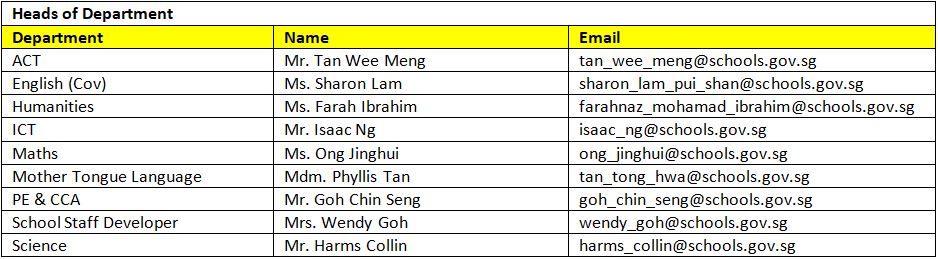 Heads of Department
Department Name Email
ACT Mr. Tan Wee Meng tan_wee_meng@schools.gov.sg
English (Cov) Ms. Sharon Lam sharon_lam_pui_shan@schools.gov.sg
Humanities Ms. Farah Ibrahim farahnaz_mohamad_ibrahim@schools.gov.sg
ICT Mr. Isaac Ng isaac_ng@schools.gov.sg
Maths Ms. Ong Jinghui ong_jinghui@schools.gov.sg
Mother Tongue Language Mdm. Phyllis Tan tan_tong_hwa@schools.gov.sg
PE & CCA Mr. Goh Chin Seng goh_chin_seng@schools.gov.sg
School Staff Developer Mrs. Wendy Goh wendy_goh@schools.gov.sg
Science Mr. Harms Collin harms_collin@schools.gov.sg